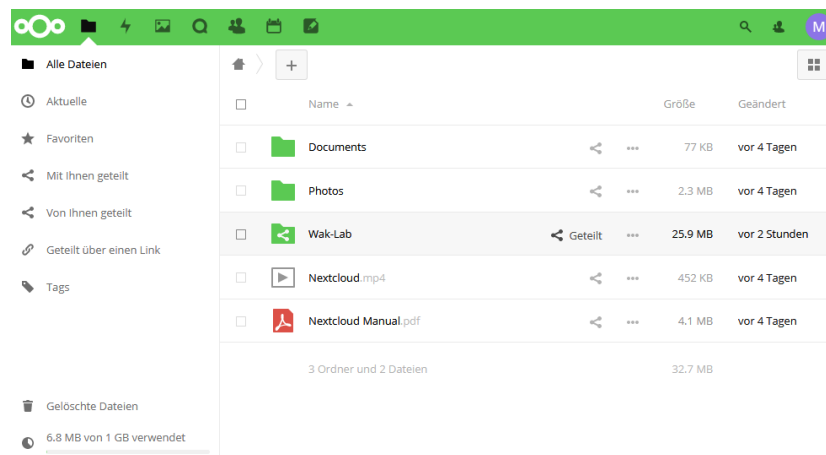 M
Alle Dateien
+
Aktuelle
Name
Größe
Geändert
Favoriten
Documents
77 KB
vor 4 Tagen
Mit Ihnen geteilt
Photos
2.3 MB
vor 4 Tagen
Von Ihnen geteilt
Wak-Lab
Geteilt
25.9 MB
vor 2 Stunden
Geteilt über einen Link
Tags
Nextcloud.mp4
452 KB
vor 4 Tagen
Nextcloud Manual.pdf
4.1 MB
vor 4 Tagen
3 Ordner und 2 Dateien
32.7 MB
Gelöschte Dateien
6.8 MB von 1 GB verwendet